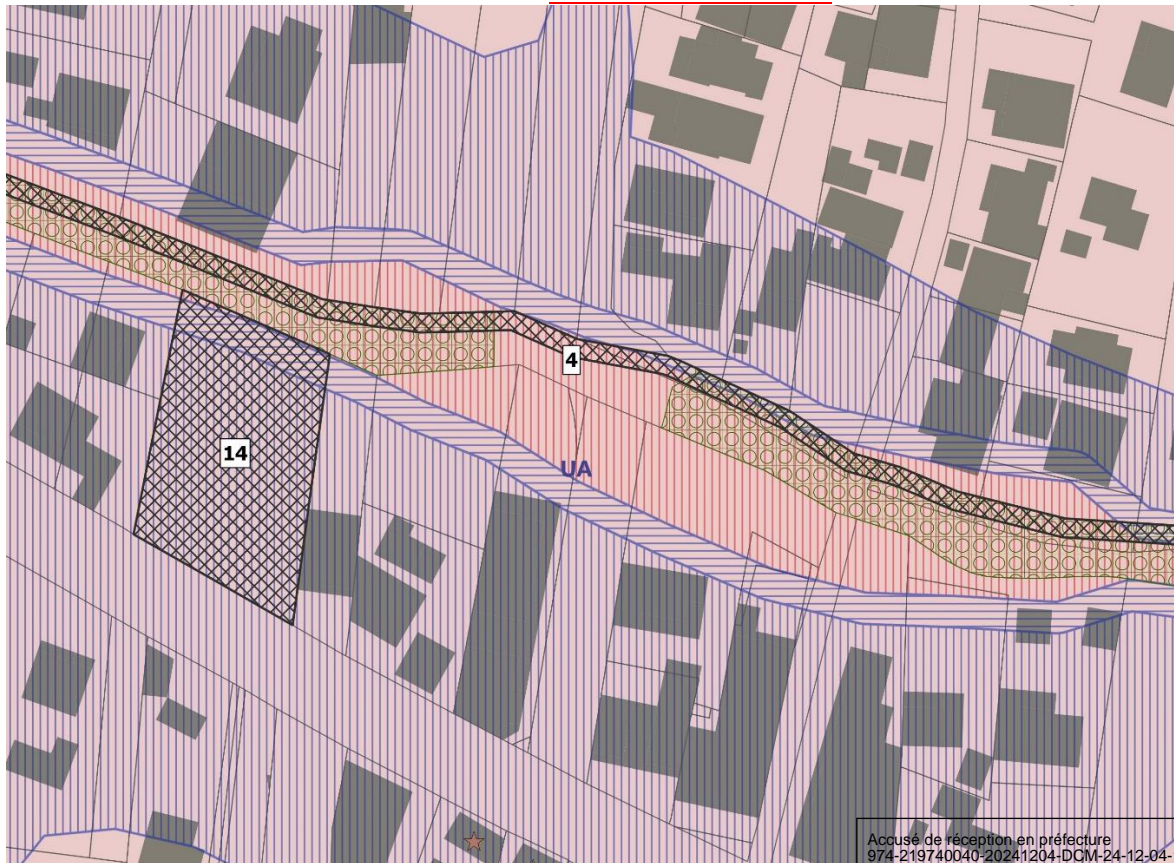 4
14
UA
Accusé de réception en préfecture
974-219740040-20241204-DCM-24-12-04